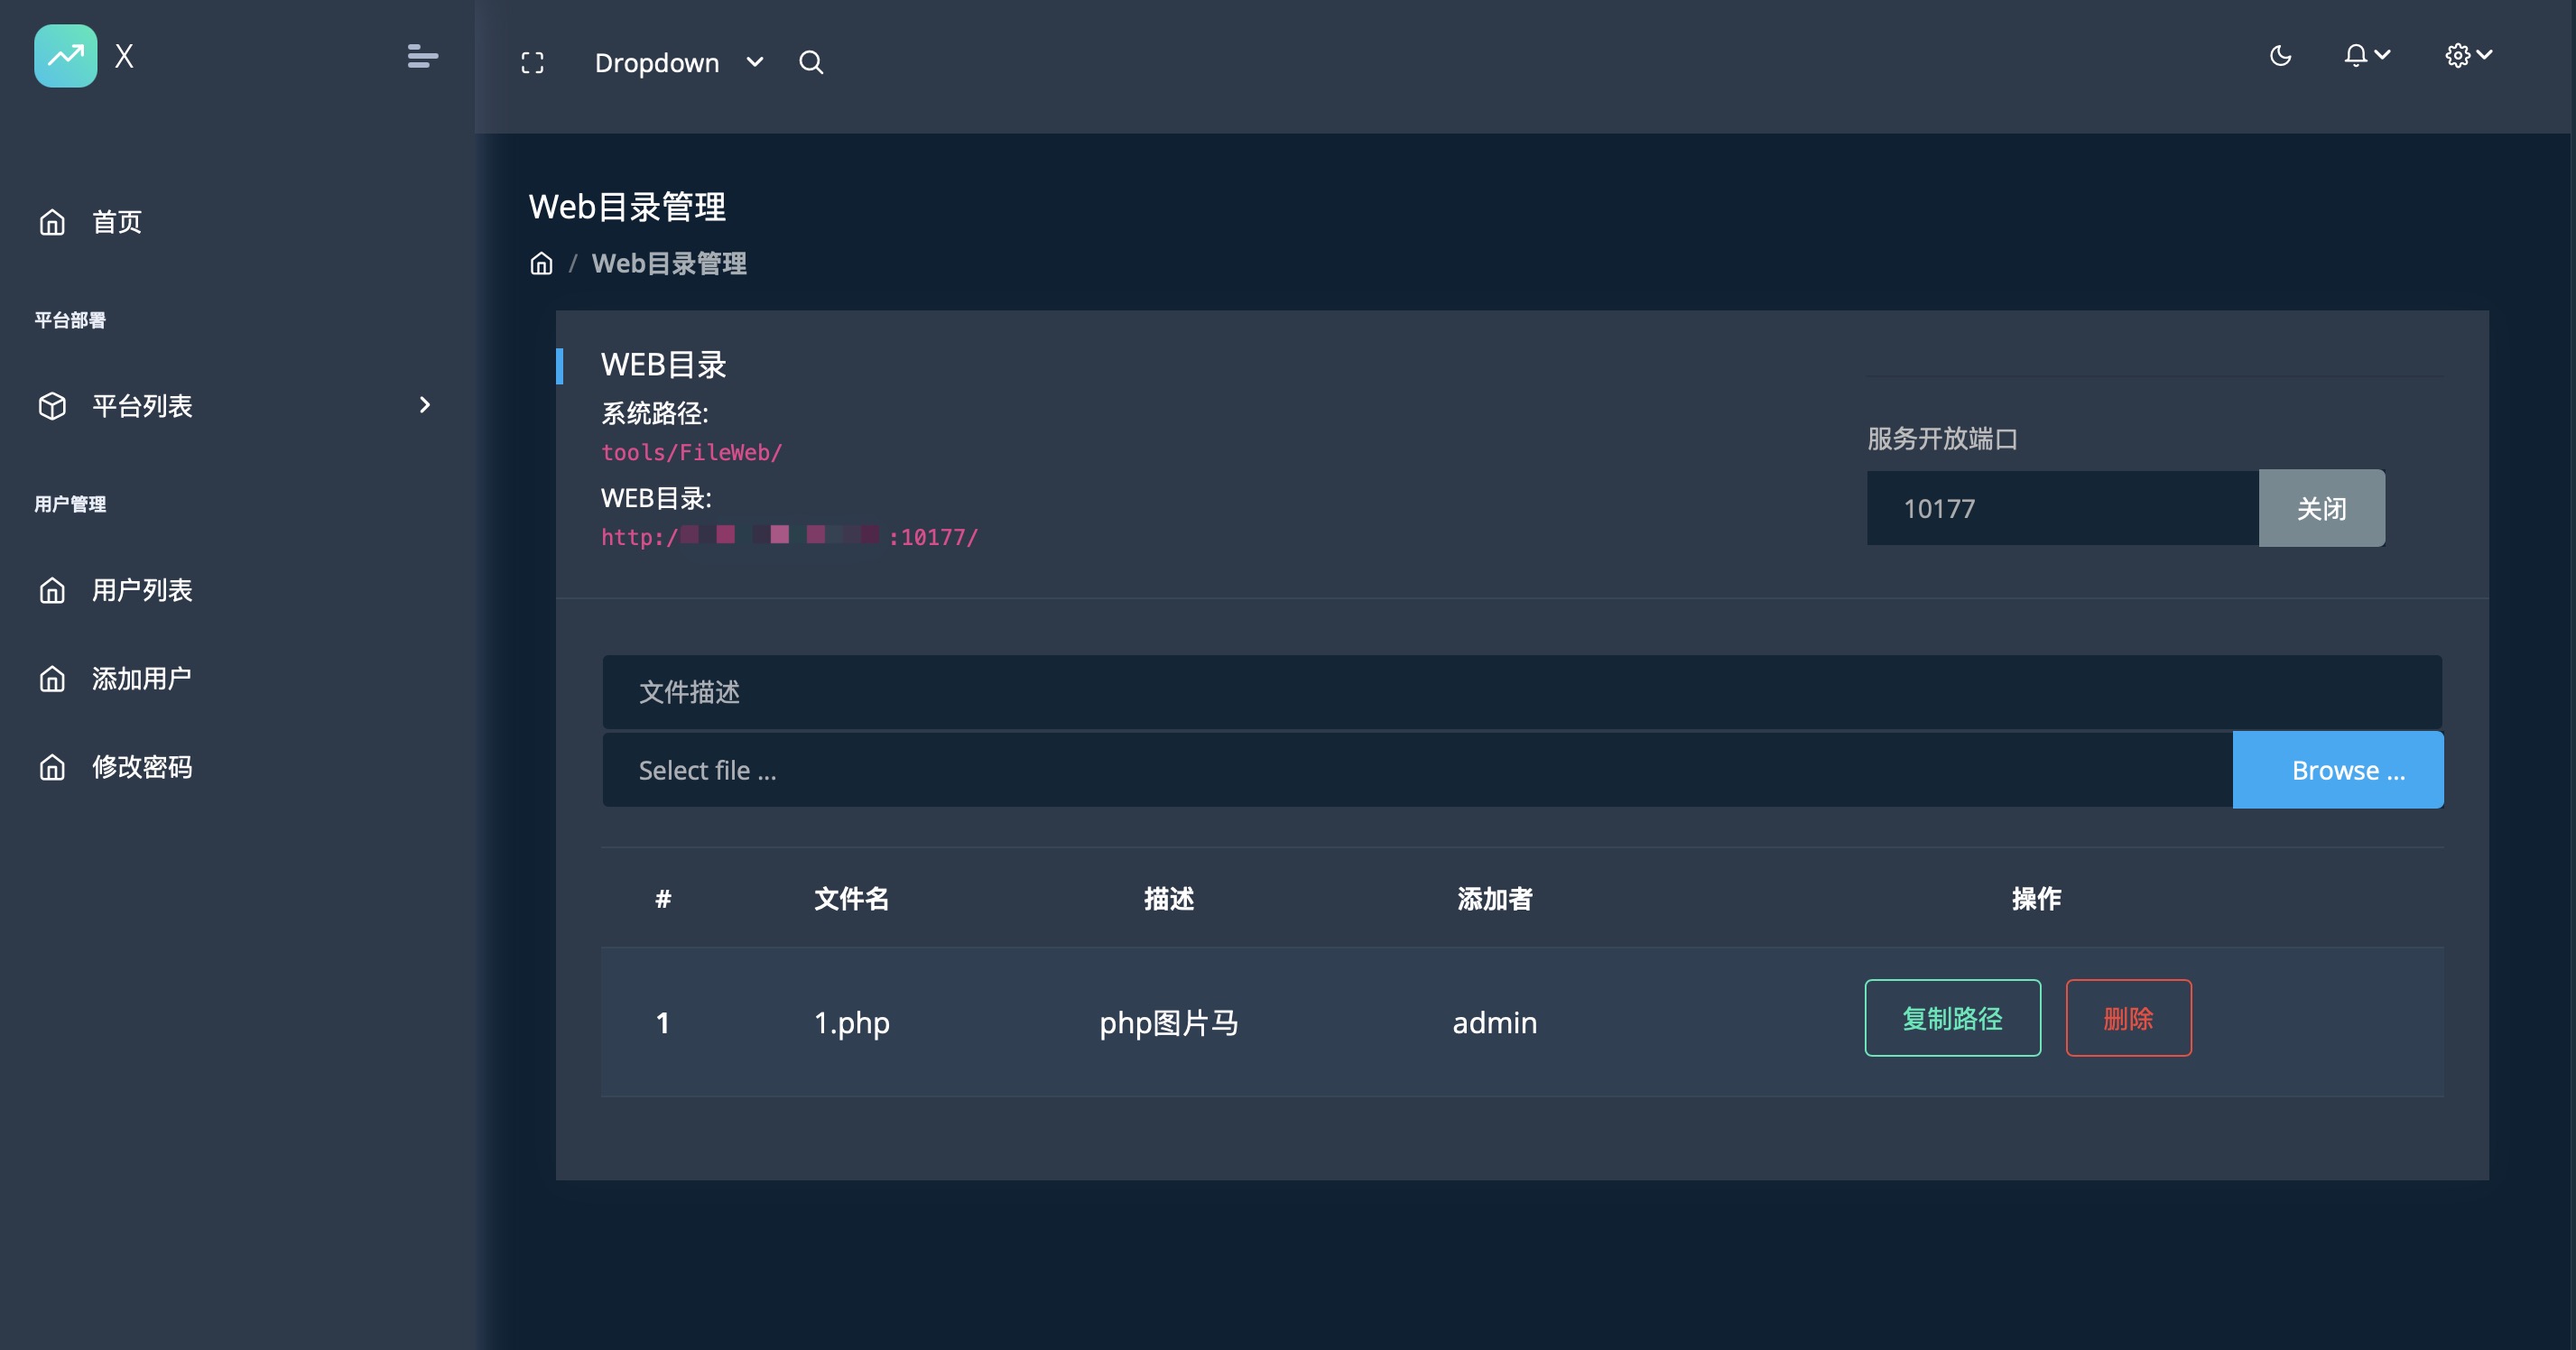 X
Dropdown
首页
平台部署
平台列表
用户管理
用户列表
添加用户
修改密码
Web目录管理
/ Web目录管理
WEB目录
系统路径:
tools/FileWeb/
WEB目录:
http:/ :10177/
服务开放端口
10177 关闭
文件描述
Select file ... Browse ...
# 文件名 描述 添加者 操作
1 1.php php图片马 admin 复制路径 删除